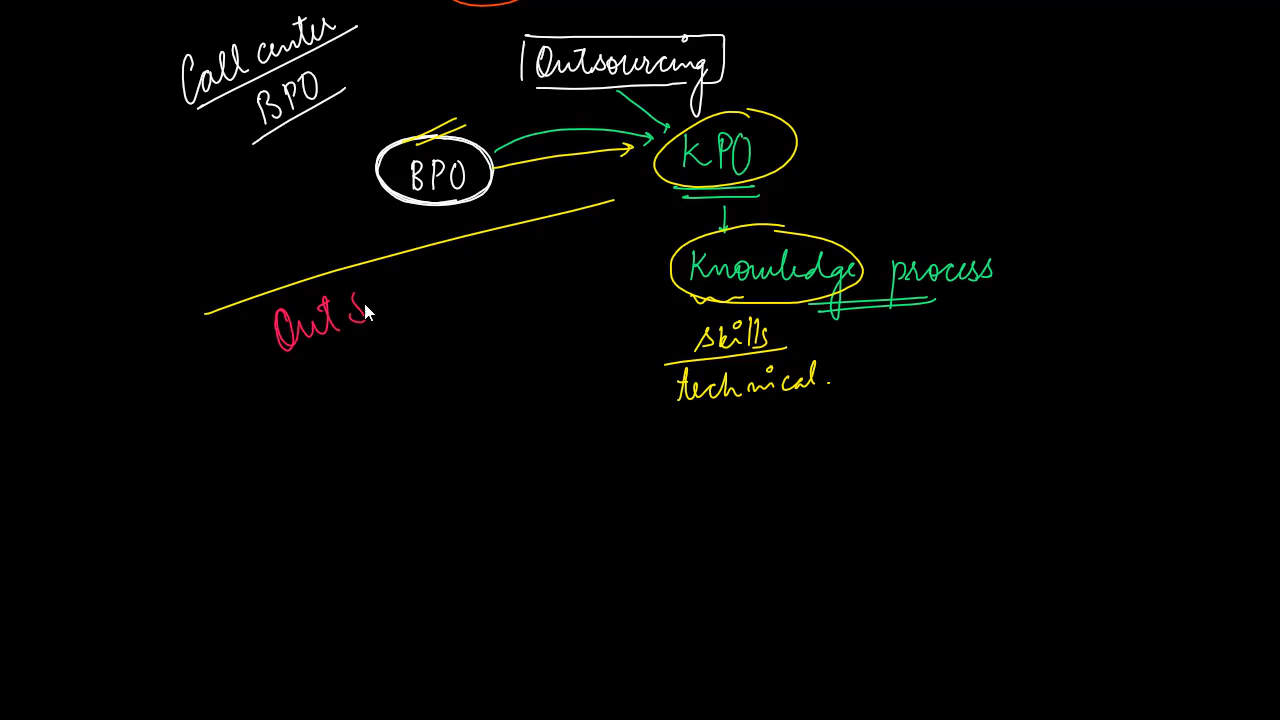 Call center
BPO
Outsourcing
BPO
KPO
Knowledge process
skills
technical.
Out S